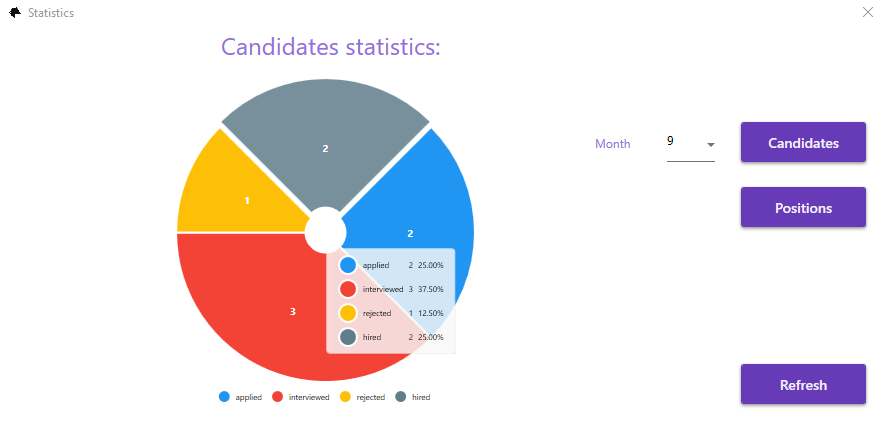 Statistics
Candidates statistics:
2
1
2
3
applied 2 25.00%
interviewed 3 37.50%
rejected 1 12.50%
hired 2 25.00%
applied interviewed rejected hired
Month 9
Candidates
Positions
Refresh